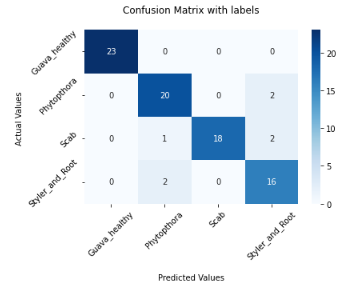 Confusion Matrix with labels
Actual Values
Guava_healthy 23 0 0 0
Phytopthora 0 20 0 2
Scab 0 1 18 2
Styler_and_Root 0 2 0 16
Guava_healthy Phytopthora Scab Styler_and_Root
Predicted Values
20
15
10
5
0